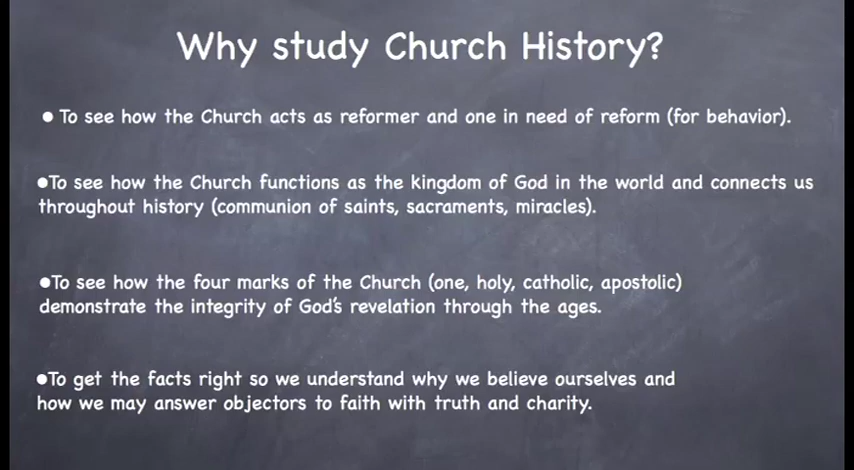 Why study Church History?
● To see how the Church acts as reformer and one in need of reform (for behavior).
●To see how the Church functions as the kingdom of God in the world and connects us
throughout history (communion of saints, sacraments, miracles).
●To see how the four marks of the Church (one, holy, catholic, apostolic)
demonstrate the integrity of God's revelation through the ages.
●To get the facts right so we understand why we believe ourselves and
how we may answer objectors to faith with truth and charity.